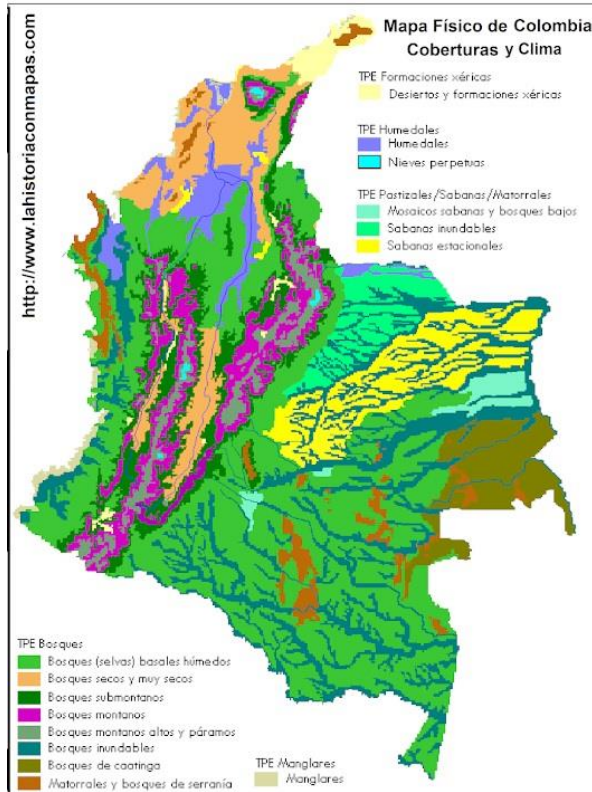 Mapa Físico de Colombia
Coberturas y Clima
http://www.lahistoriaconmapas.com
TPE Formaciones xéricas
Desiertos y formaciones xéricas
TPE Humedales
Humedales
Nieves perpetuas
TPE Pastizales/Sabanas/Matorrales
Mosaicos sabanas y bosques bajos
Sabanas inundables
Sabanas estacionales
TPE Bosques
Bosques (selvas) basales húmedos
Bosques secos y muy secos
Bosques submontanos
Bosques montanos
Bosques montanos altos y páramos
Bosques inundables
Bosques de caatinga
Matorrales y bosques de serranía
TPE Manglares
Manglares